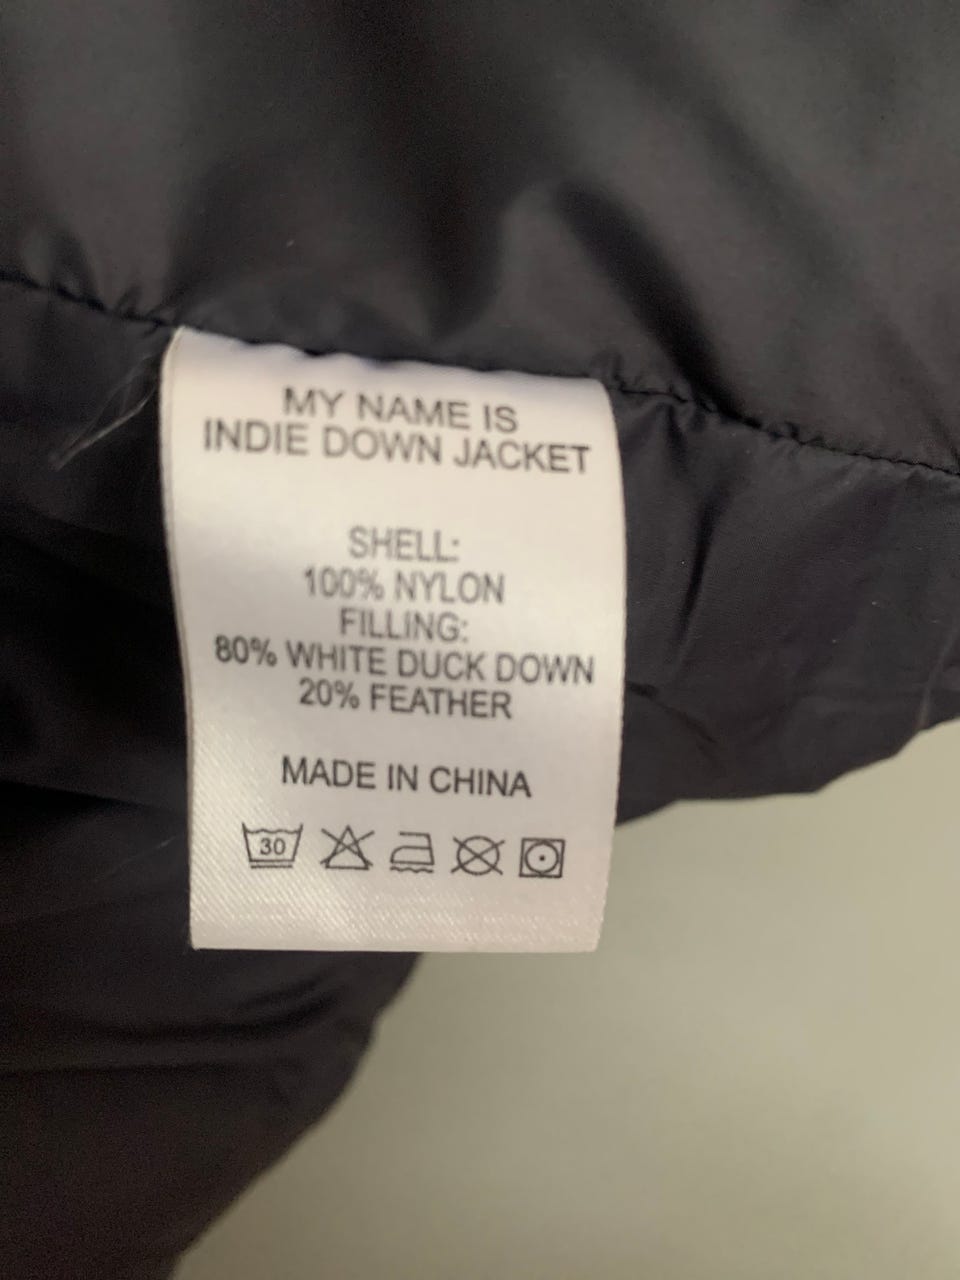 MY NAME IS
INDIE DOWN JACKET
SHELL:
100% NYLON
FILLING:
80% WHITE DUCK DOWN
20% FEATHER
MADE IN CHINA
30